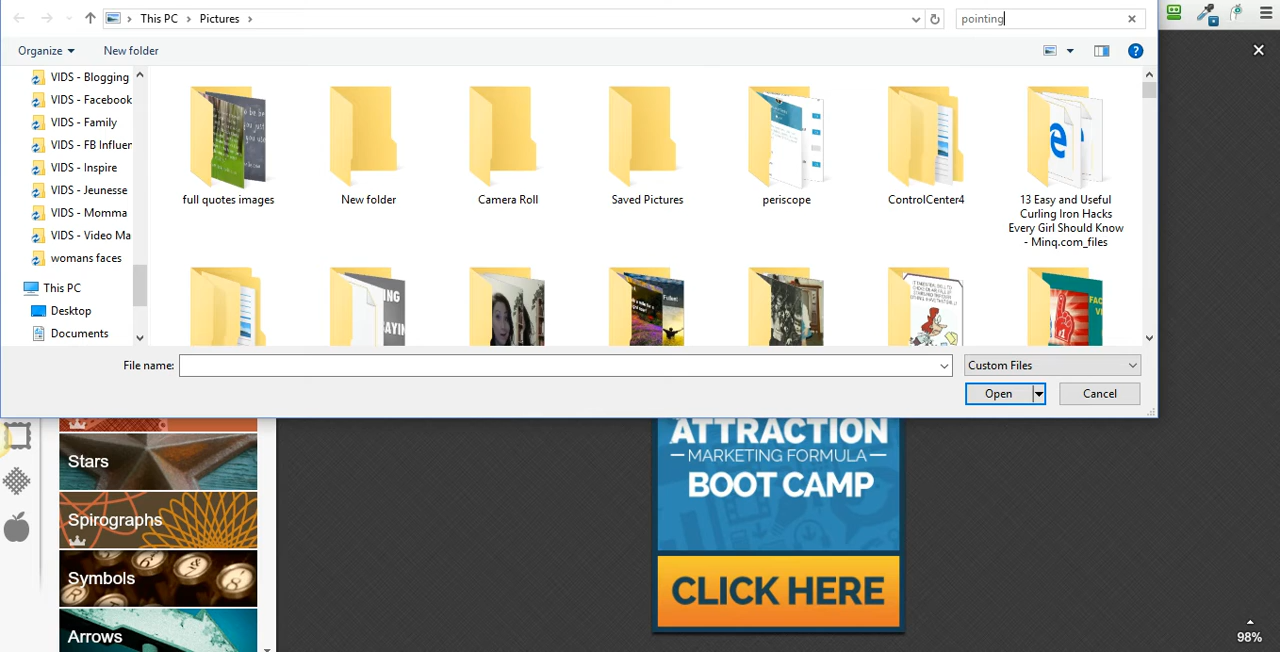 This PC > Pictures >
pointing
Organize
New folder
VIDS - Blogging
VIDS - Facebook
VIDS - Family
VIDS - FB Influer
VIDS - Inspire
VIDS - Jeunesse
VIDS - Momma
VIDS - Video Ma
womans faces
This PC
Desktop
Documents
full quotes images
New folder
Camera Roll
Saved Pictures
periscope
ControlCenter4
13 Easy and Useful
Curling Iron Hacks
Every Girl Should Know
- Minq.com_files
File name:
Custom Files
Open
Cancel
Stars
Spirographs
Symbols
Arrows
ATTRACTION
MARKETING FORMULA
BOOT CAMP
CLICK HERE
98%